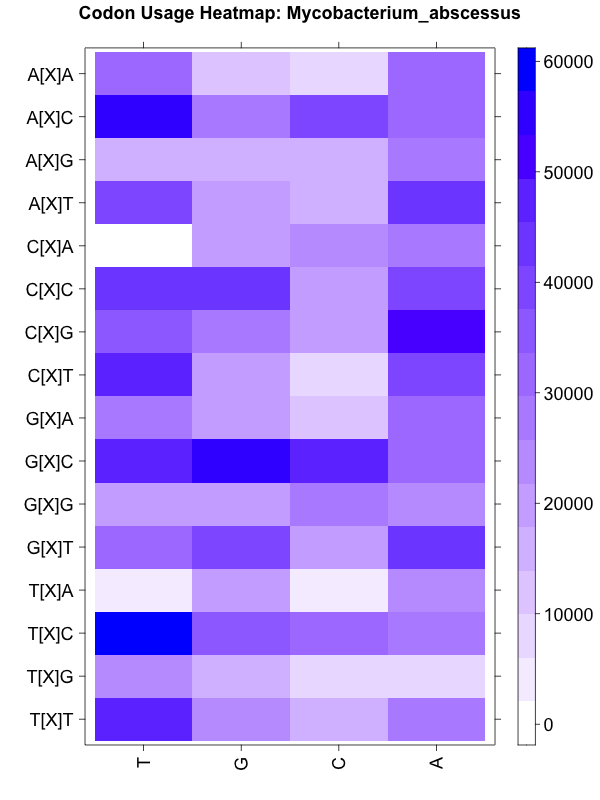 Codon Usage Heatmap: Mycobacterium_abscessus
A[X]A
A[X]C
A[X]G
A[X]T
C[X]A
C[X]C
C[X]G
C[X]T
G[X]A
G[X]C
G[X]G
G[X]T
T[X]A
T[X]C
T[X]G
T[X]T
T
G
C
A
60000
50000
40000
30000
20000
10000
0